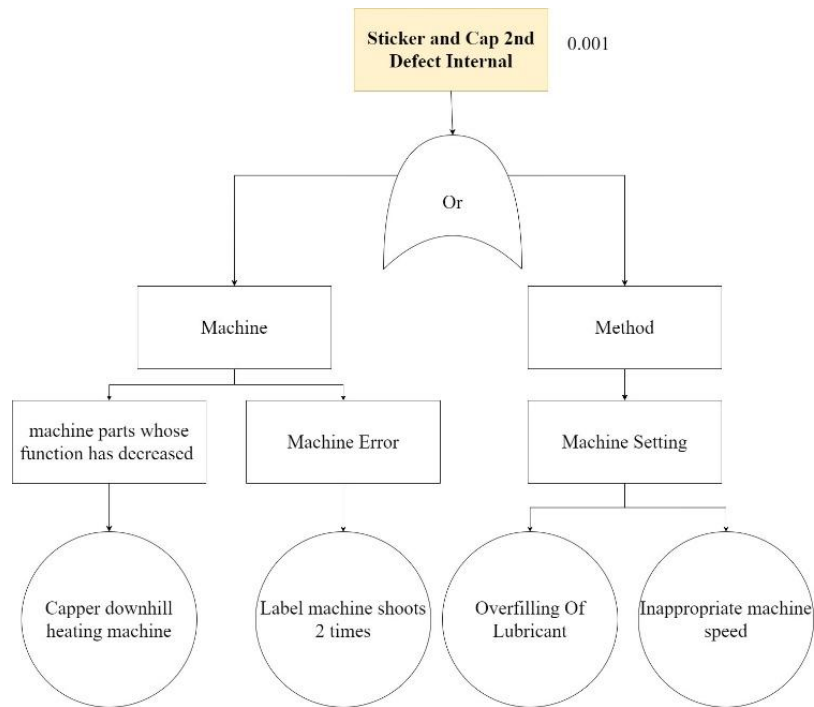 Sticker and Cap 2nd
Defect Internal
0.001
Or
Machine
Method
machine parts whose
function has decreased
Machine Error
Machine Setting
Capper downhill
heating machine
Label machine shoots
2 times
Overfilling Of
Lubricant
Inappropriate machine
speed